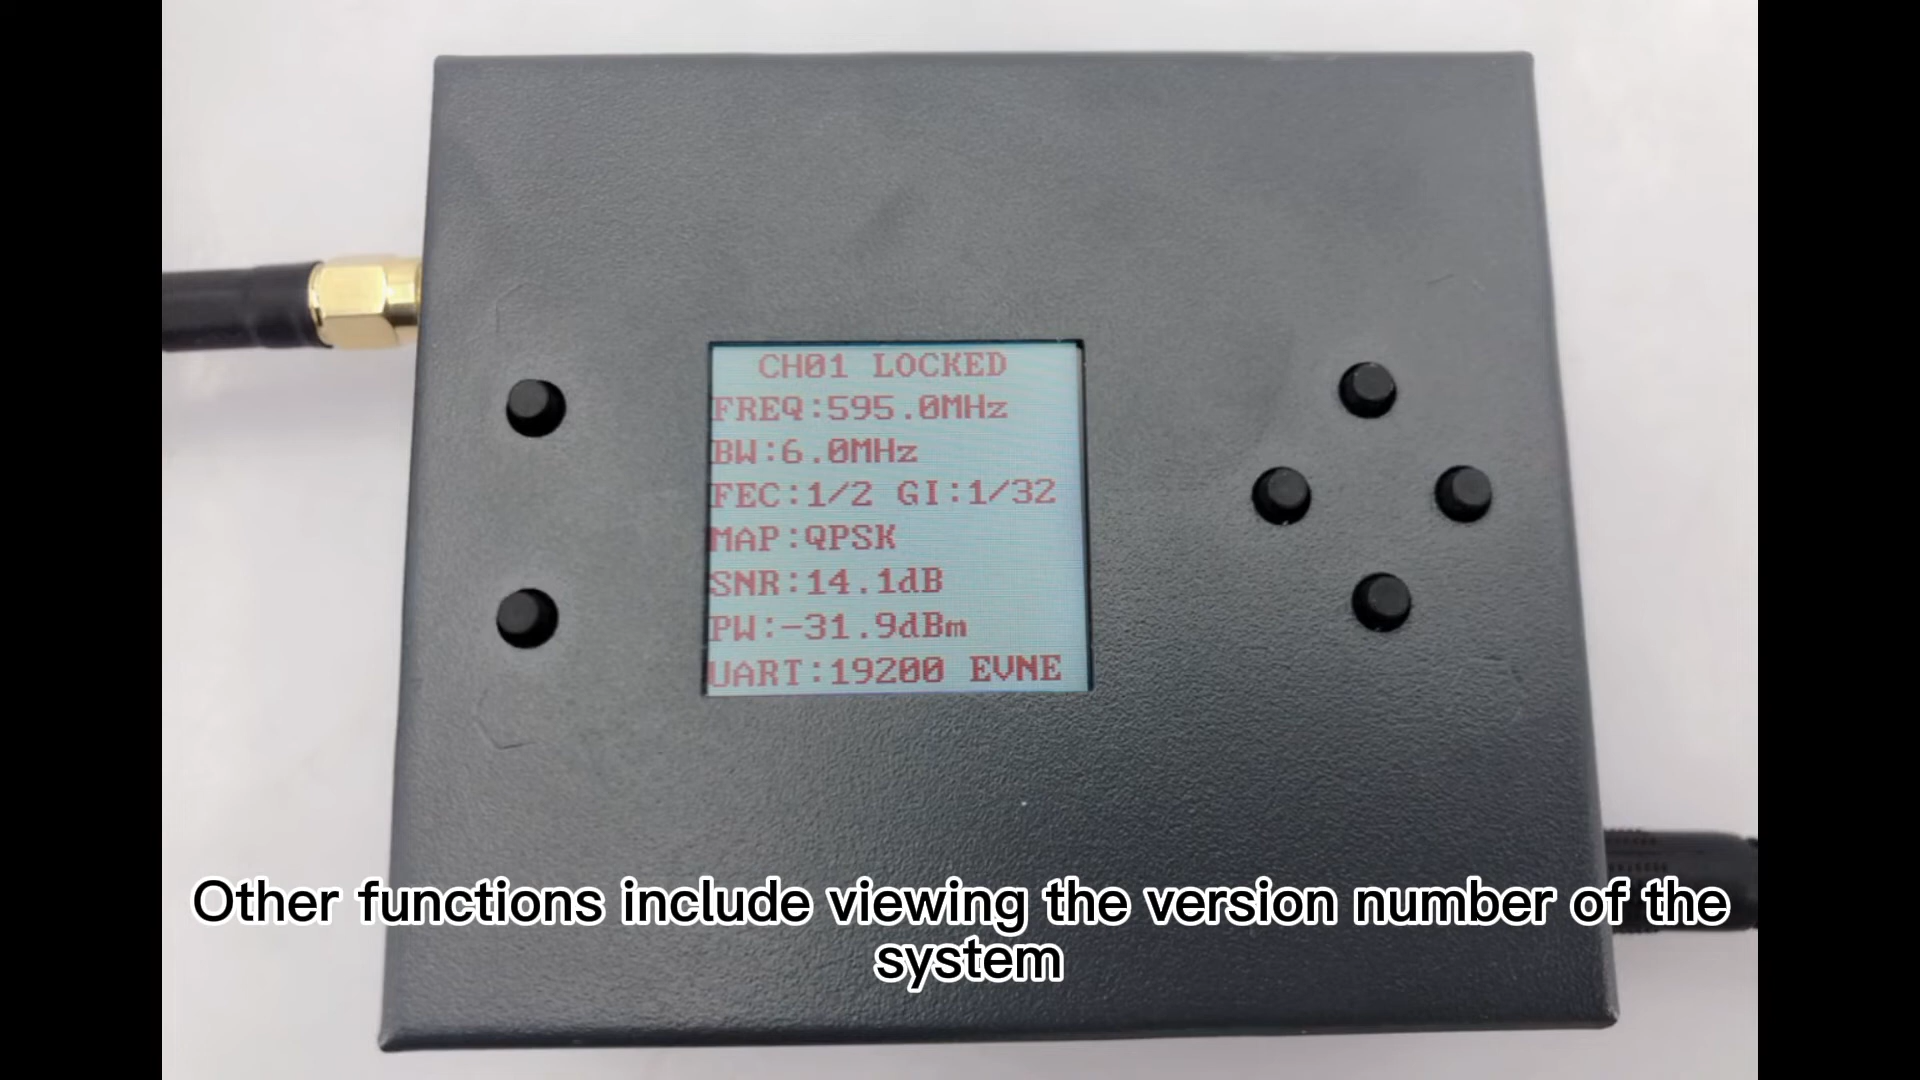 CH01 LOCKED
FREQ:595.0MHz
BW:6.0MHz
FEC:1/2 GI:1/32
MAP:QPSK
SNR:14.1dB
PW:-31.9dBm
UART:19200 EVNE
Other functions include viewing the version number of the
system